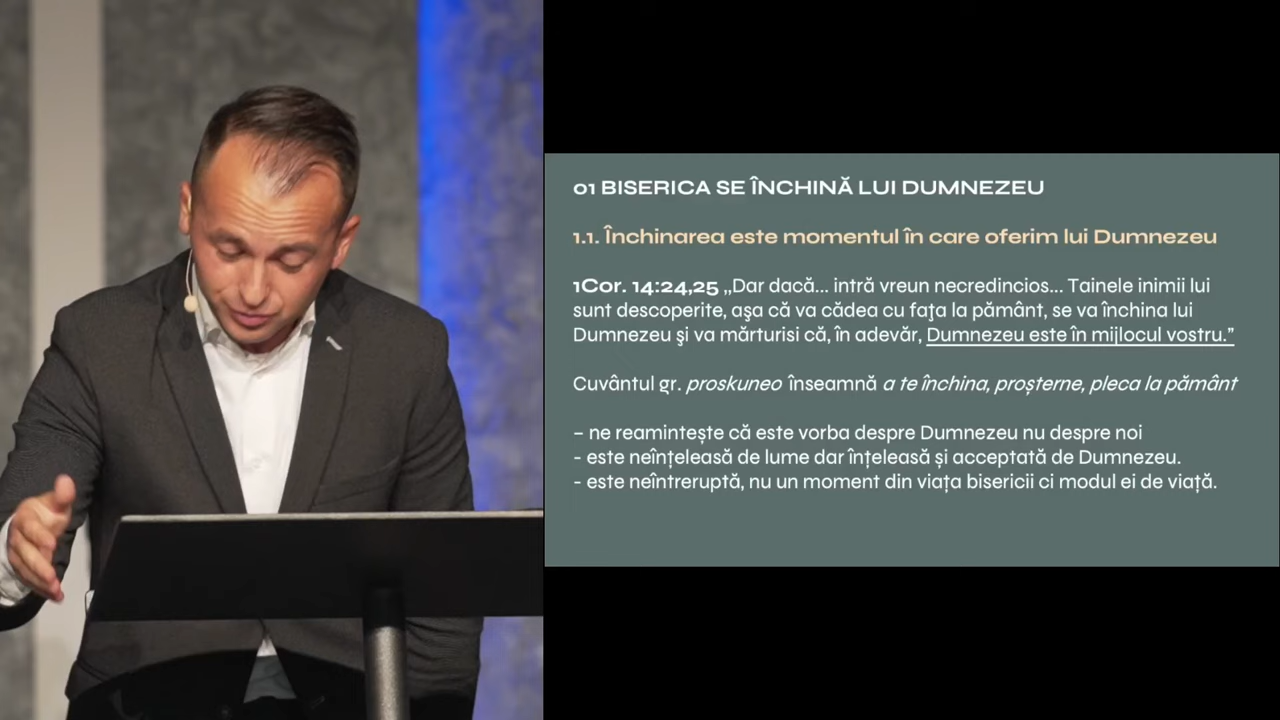 01 BISERICA SE ÎNCHINĂ LUI DUMNEZEU
1.1. Închinarea este momentul în care oferim lui Dumnezeu
1Cor. 14:24,25 „Dar dacă... intră vreun necredincios... Tainele inimii lui
sunt descoperite, aşa că va cădea cu faţa la pământ, se va închina lui
Dumnezeu şi va mărturisi că, în adevăr, Dumnezeu este în mijlocul vostru.”
Cuvântul gr. proskuneo înseamnă a te închina, proșterne, pleca la pământ
– ne reamintește că este vorba despre Dumnezeu nu despre noi
- este neînțeleasă de lume dar înțeleasă și acceptată de Dumnezeu.
- este neîntreruptă, nu un moment din viața bisericii ci modul ei de viață.